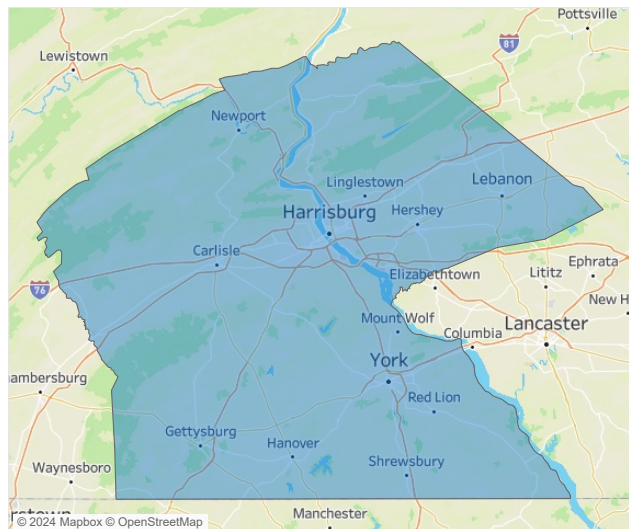 Pottsville
81
Lewistown
Newport
Linglestown
Lebanon
Harrisburg
Hershey
Carlisle
Ephrata
Elizabethtown
Lititz
76
New H
Mount Wolf
Lancaster
Columbia
York
ambersburg
Red Lion
Gettysburg
Hanover
Shrewsbury
Waynesboro
rstown
Manchester
© 2024 Mapbox © OpenStreetMap